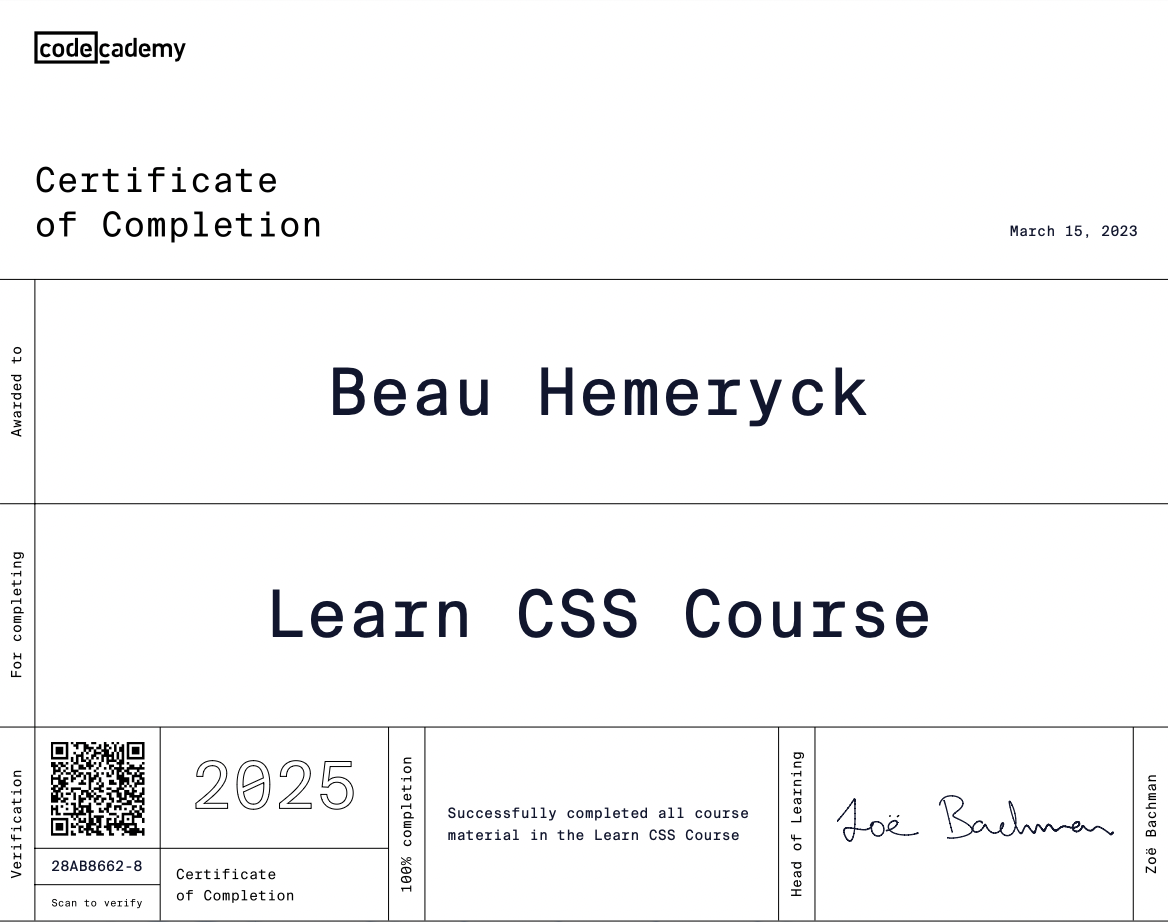 codecademy
Certificate
of Completion
March 15, 2023
Awarded to
Beau Hemeryck
For completing
Learn CSS Course
Verification
28AB8662-8
Scan to verify
2025
Certificate
of Completion
100% completion
Successfully completed all course
material in the Learn CSS Course
Head of Learning
Zoë Bachman
Zoë Bachman